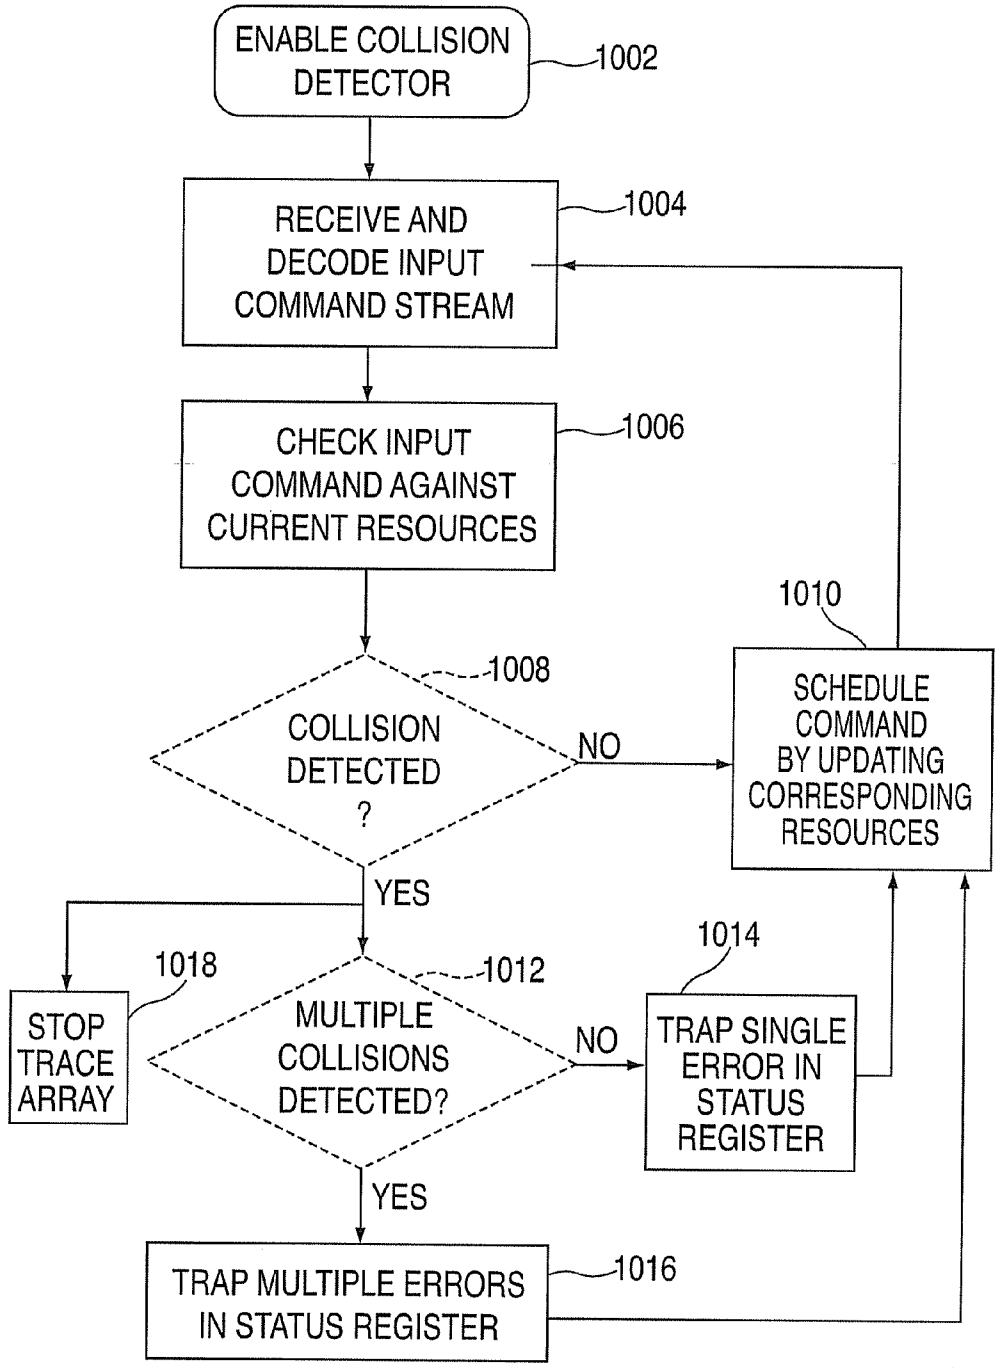 ENABLE COLLISION
DETECTOR
1002
RECEIVE AND
DECODE INPUT
COMMAND STREAM
1004
CHECK INPUT
COMMAND AGAINST
CURRENT RESOURCES
1006
COLLISION
DETECTED
?
1008
NO
YES
1010
SCHEDULE
COMMAND
BY UPDATING
CORRESPONDING
RESOURCES
1018
STOP
TRACE
ARRAY
MULTIPLE
COLLISIONS
DETECTED?
1012
NO
YES
1014
TRAP SINGLE
ERROR IN
STATUS
REGISTER
TRAP MULTIPLE ERRORS
IN STATUS REGISTER
1016